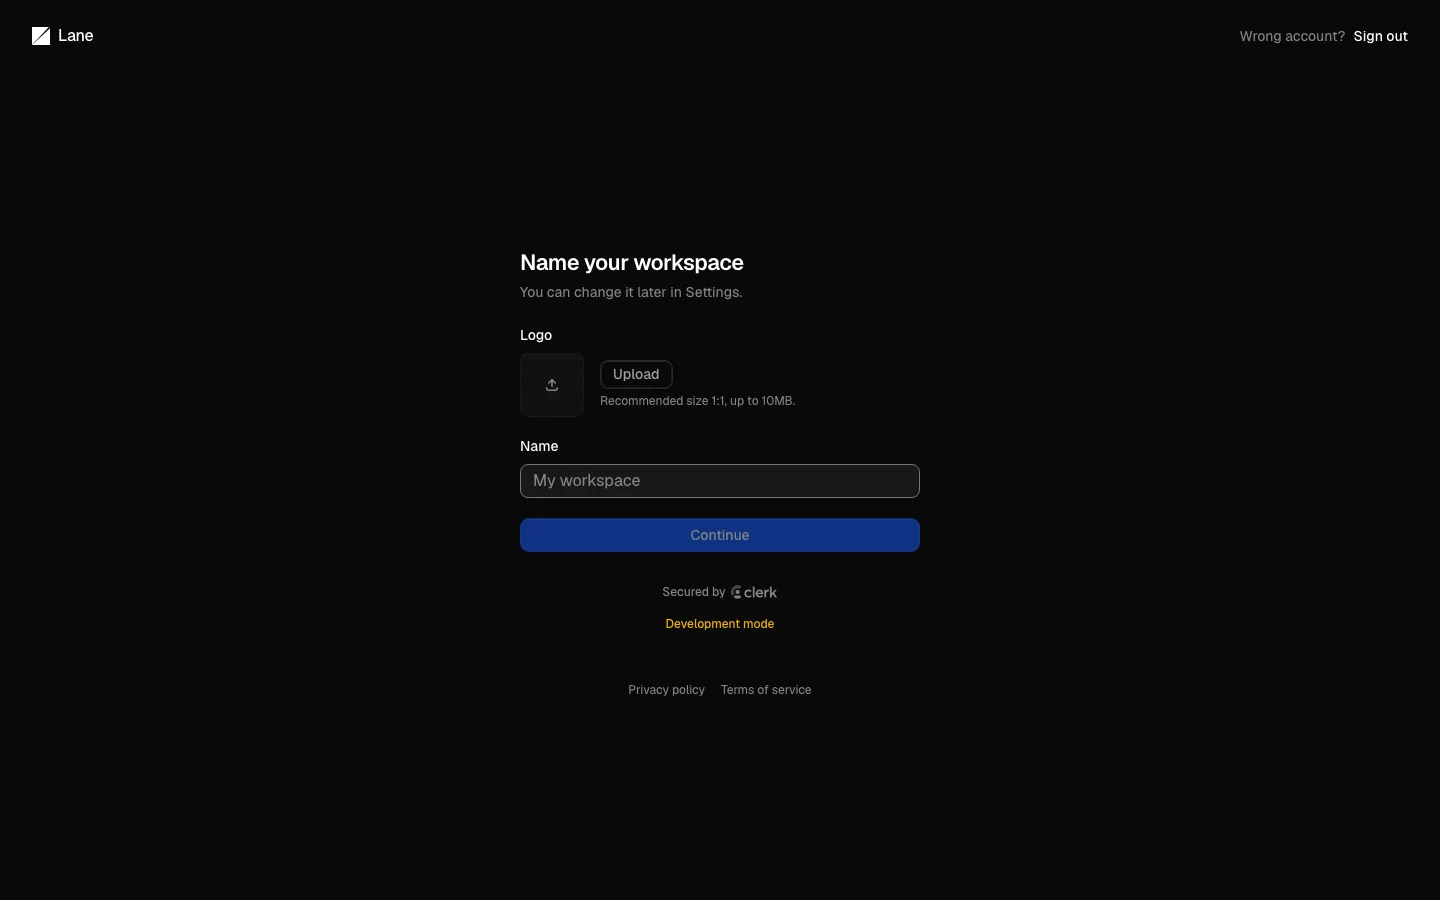 Lane
Wrong account? Sign out
Name your workspace
You can change it later in Settings.
Logo
Upload
Recommended size 1:1, up to 10MB.
Name
My workspace
Continue
Secured by clerk
Development mode
Privacy policy Terms of service